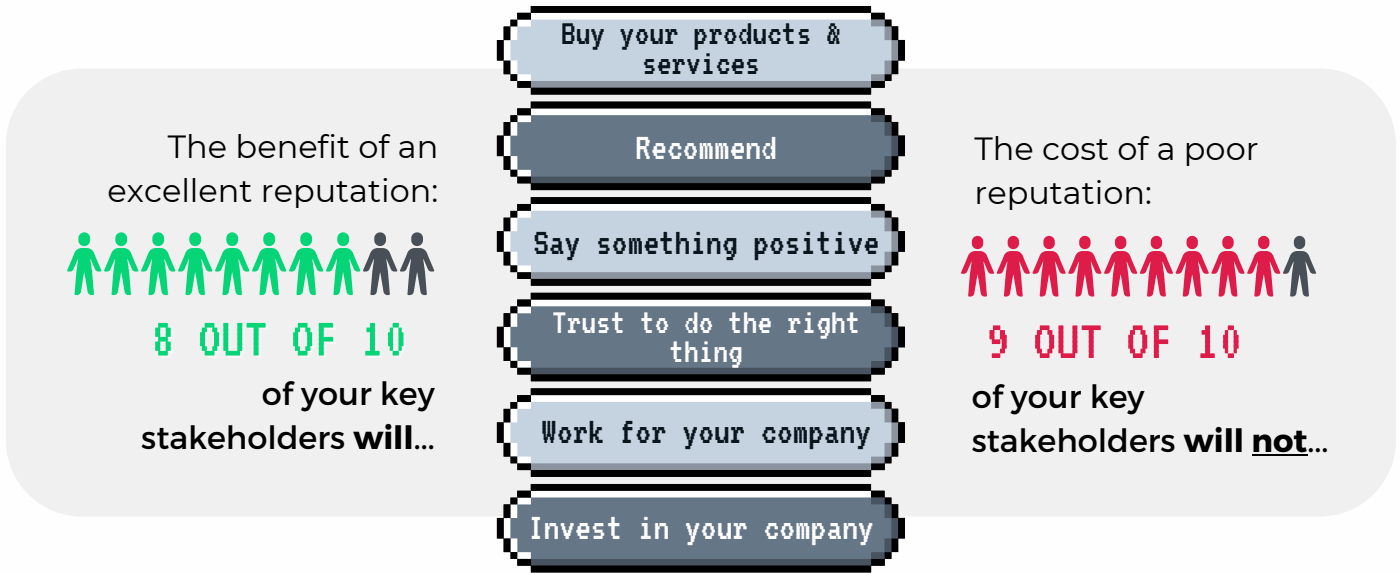 The benefit of an
excellent reputation:
8 OUT OF 10
of your key
stakeholders will...
Buy your products &
services
Recommend
Say something positive
Trust to do the right
thing
Work for your company
Invest in your company
The cost of a poor
reputation:
9 OUT OF 10
of your key
stakeholders will not...